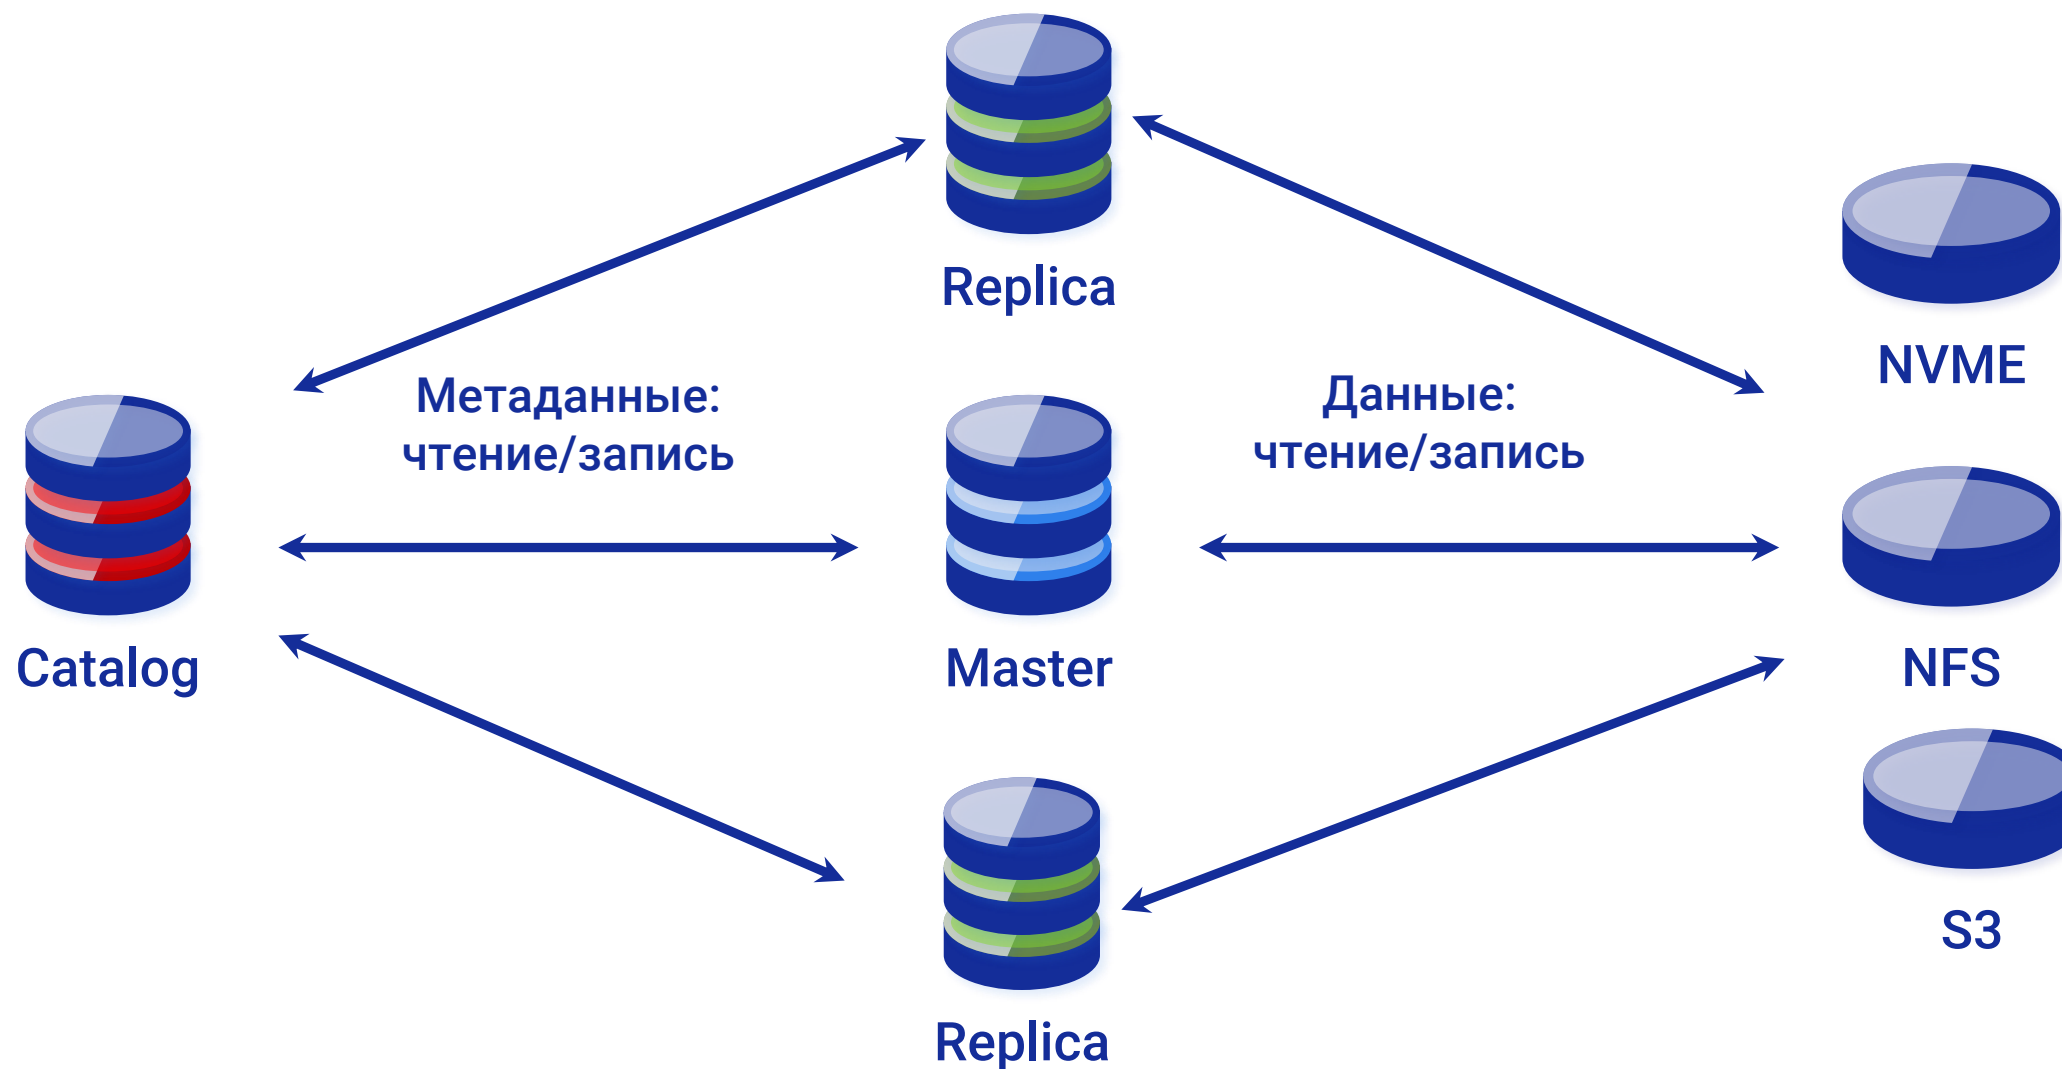 Replica
NVME
Метаданные:
чтение/запись
Данные:
чтение/запись
Catalog
Master
NFS
S3
Replica